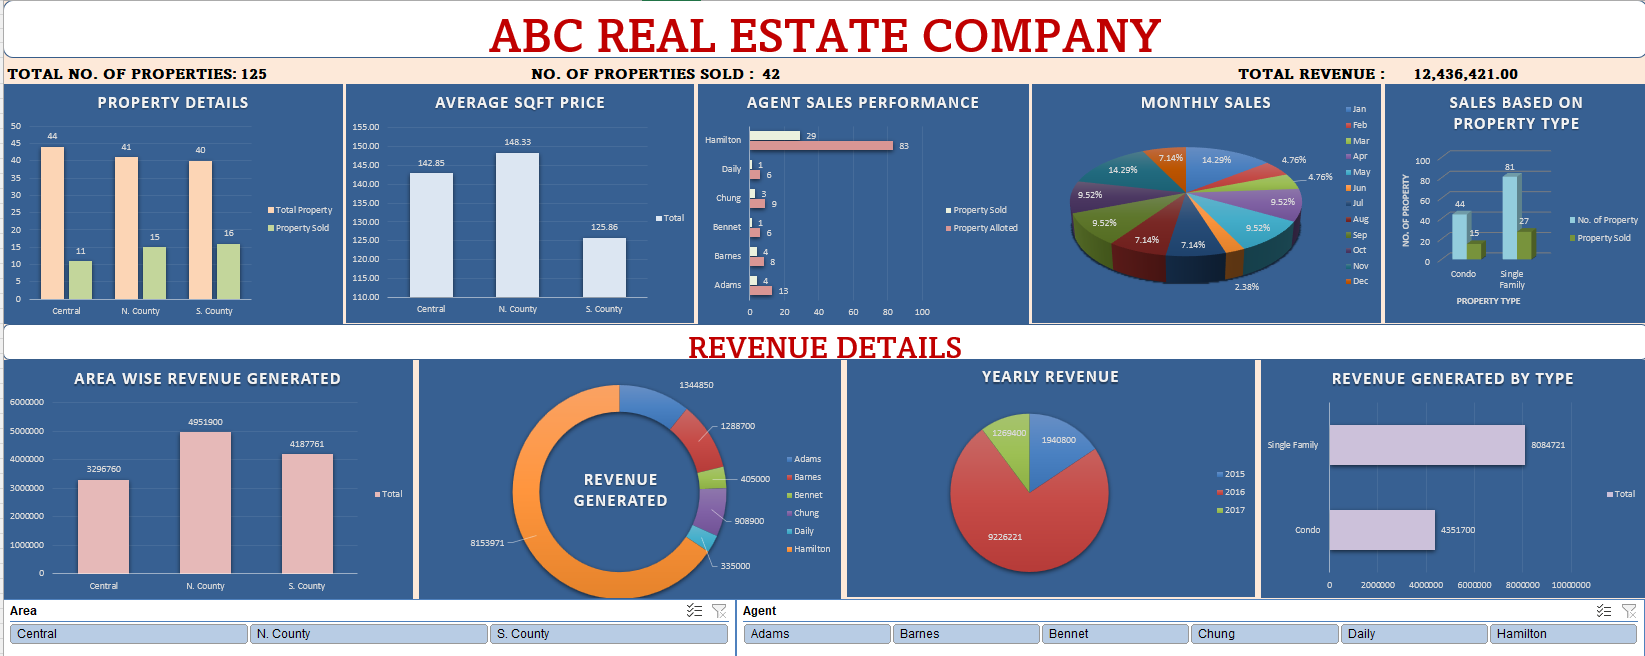 ABC REAL ESTATE COMPANY
TOTAL NO. OF PROPERTIES: 125
NO. OF PROPERTIES SOLD : 42
TOTAL REVENUE : 12,436,421.00
PROPERTY DETAILS
50
45
40
35
30
25
20
15
10
5
0
44
11
41
15
40
16
Central
N. County
S. County
Total Property
Property Sold
AVERAGE SQFT PRICE
155.00
150.00
145.00
140.00
135.00
130.00
125.00
120.00
115.00
110.00
142.85
148.33
125.86
Central
N. County
S. County
Total
AGENT SALES PERFORMANCE
Hamilton
29
83
Daily
1
6
Chung
3
9
Bennet
1
6
Barnes
4
8
Adams
4
13
0 20 40 60 80 100
Property Sold
Property Alloted
MONTHLY SALES
14.29%
4.76%
4.76%
9.52%
9.52%
2.38%
7.14%
7.14%
9.52%
9.52%
14.29%
7.14%
Jan
Feb
Mar
Apr
May
Jun
Jul
Aug
Sep
Oct
Nov
Dec
SALES BASED ON
PROPERTY TYPE
NO. OF PROPERTY
100
80
60
40
20
0
44
15
81
27
Condo
Single
Family
PROPERTY TYPE
No. of Property
Property Sold
REVENUE DETAILS
AREA WISE REVENUE GENERATED
6000000
5000000
4000000
3000000
2000000
1000000
0
3296760
4951900
4187761
Central
N. County
S. County
Total
REVENUE
GENERATED
1344850
1288700
405000
908900
335000
8153971
Adams
Barnes
Bennet
Chung
Daily
Hamilton
YEARLY REVENUE
1940800
9226221
1269400
2015
2016
2017
REVENUE GENERATED BY TYPE
Single Family
8084721
Condo
4351700
0 2000000 4000000 6000000 8000000 10000000
Total
Area
Central
N. County
S. County
Agent
Adams
Barnes
Bennet
Chung
Daily
Hamilton